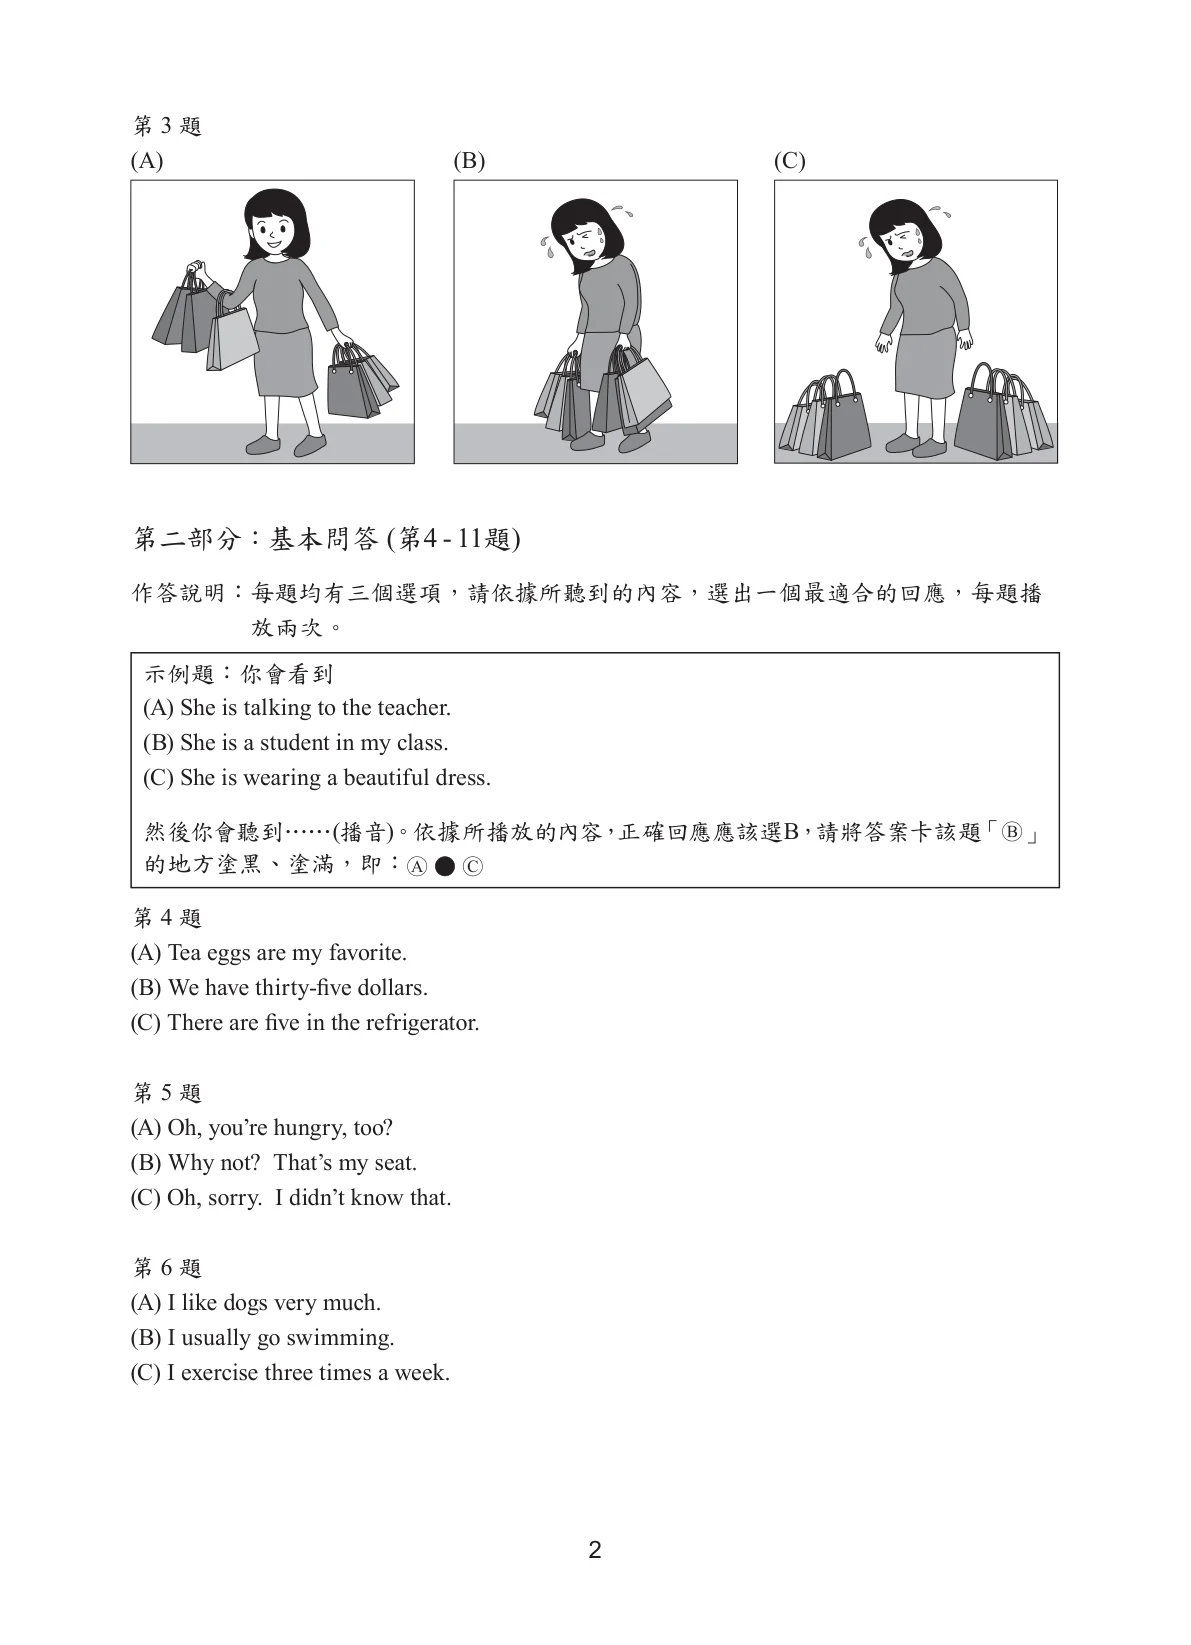 第 3 題
(A) (B) (C)
第二部分：基本問答 (第4 - 11題)
作答說明：每題均有三個選項，請依據所聽到的內容，選出一個最適合的回應，每題播
放兩次。
示例題：你會看到
(A) She is talking to the teacher.
(B) She is a student in my class.
(C) She is wearing a beautiful dress.
然後你會聽到……(播音)。依據所播放的內容，正確回應應該選B，請將答案卡該題「Ⓑ」
的地方塗黑、塗滿，即：Ⓐ ● Ⓒ
第 4 題
(A) Tea eggs are my favorite.
(B) We have thirty-five dollars.
(C) There are five in the refrigerator.
第 5 題
(A) Oh, you’re hungry, too?
(B) Why not?  That’s my seat.
(C) Oh, sorry.  I didn’t know that.
第 6 題
(A) I like dogs very much.
(B) I usually go swimming.
(C) I exercise three times a week.
2